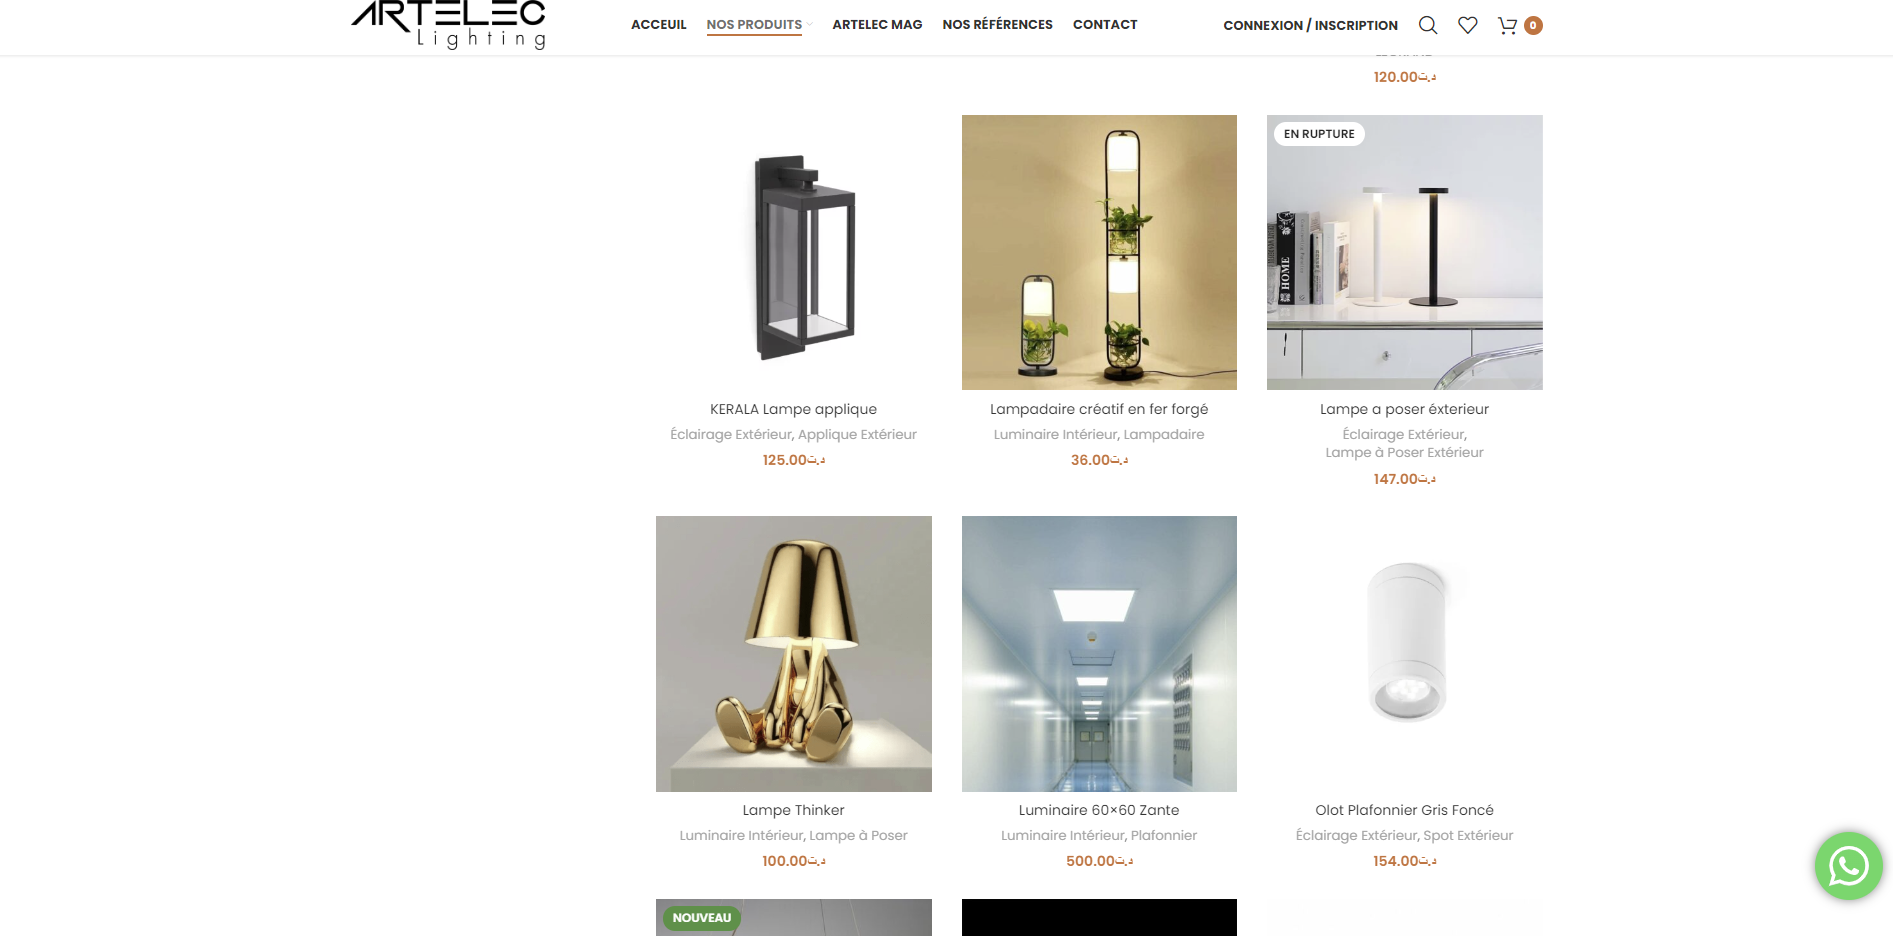 ARTELEC
Lighting
ACCEUIL
NOS PRODUITS
ARTELEC MAG
NOS RÉFÉRENCES
CONTACT
CONNEXION / INSCRIPTION
0
120.00د.ت
EN RUPTURE
HOME
KERALA Lampe applique
Éclairage Extérieur, Applique Extérieur
125.00د.ت
Lampadaire créatif en fer forgé
Luminaire Intérieur, Lampadaire
36.00د.ت
Lampe a poser éxterieur
Éclairage Extérieur,
Lampe à Poser Extérieur
147.00د.ت
Lampe Thinker
Luminaire Intérieur, Lampe à Poser
100.00د.ت
Luminaire 60×60 Zante
Luminaire Intérieur, Plafonnier
500.00د.ت
Olot Plafonnier Gris Foncé
Éclairage Extérieur, Spot Extérieur
154.00د.ت
NOUVEAU